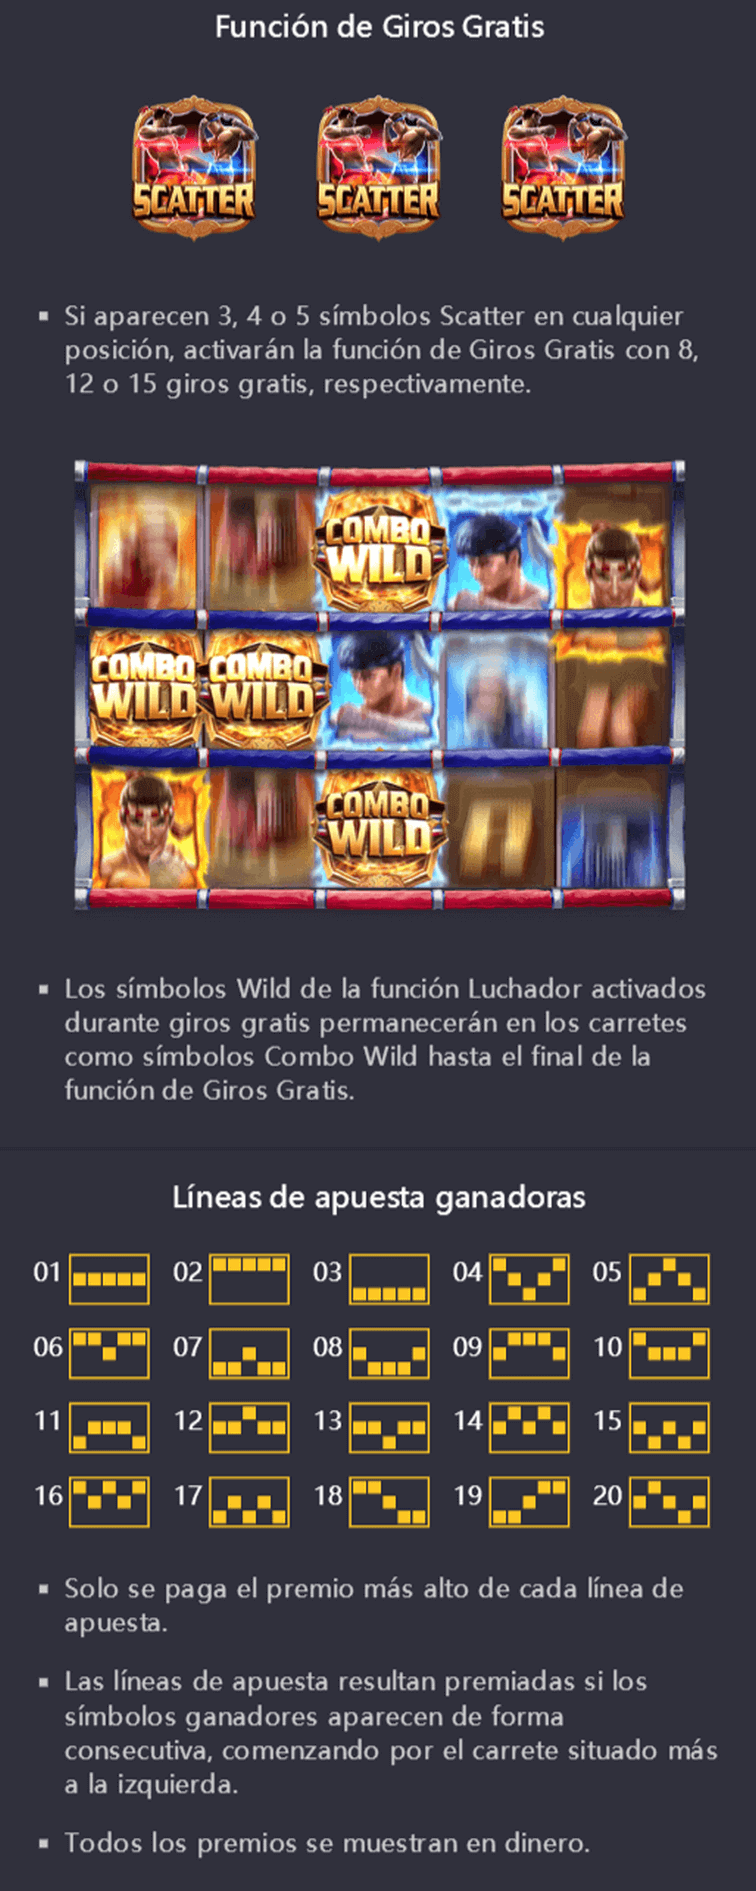 Función de Giros Gratis
SCATTER SCATTER SCATTER
▪ Si aparecen 3, 4 o 5 símbolos Scatter en cualquier
posición, activarán la función de Giros Gratis con 8,
12 o 15 giros gratis, respectivamente.
COMBO
WILD
COMBO COMBO
WILD WILD
COMBO
WILD
▪ Los símbolos Wild de la función Luchador activados
durante giros gratis permanecerán en los carretes
como símbolos Combo Wild hasta el final de la
función de Giros Gratis.
Líneas de apuesta ganadoras
01 02 03 04 05
06 07 08 09 10
11 12 13 14 15
16 17 18 19 20
▪ Solo se paga el premio más alto de cada línea de
apuesta.
▪ Las líneas de apuesta resultan premiadas si los
símbolos ganadores aparecen de forma
consecutiva, comenzando por el carrete situado más
a la izquierda.
▪ Todos los premios se muestran en dinero.